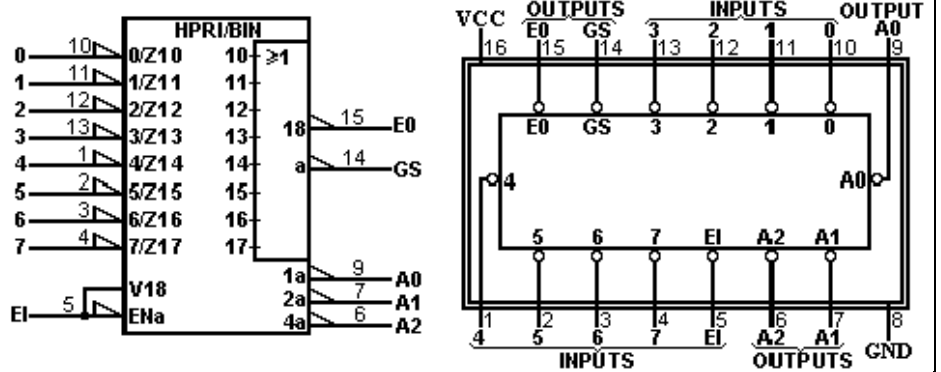 HPRI/BIN
0 10 0/Z10 10 ≥1
1 11 1/Z11 11
2 12 2/Z12 12
3 13 3/Z13 13 18 15 E0
4 1 4/Z14 14 a 14 GS
5 2 5/Z15 15
6 3 6/Z16 16
7 4 7/Z17 17
1a 9 A0
V18 2a 7 A1
EI 5 ENa 4a 6 A2
VCC OUTPUTS INPUTS OUTPUT
E0 GS 3 2 1 0 A0
16 15 14 13 12 11 10 9
E0 GS 3 2 1 0
4 A0
5 6 7 EI A2 A1
1 2 3 4 5 6 7 8
4 5 6 7 EI A2 A1 GND
INPUTS OUTPUTS